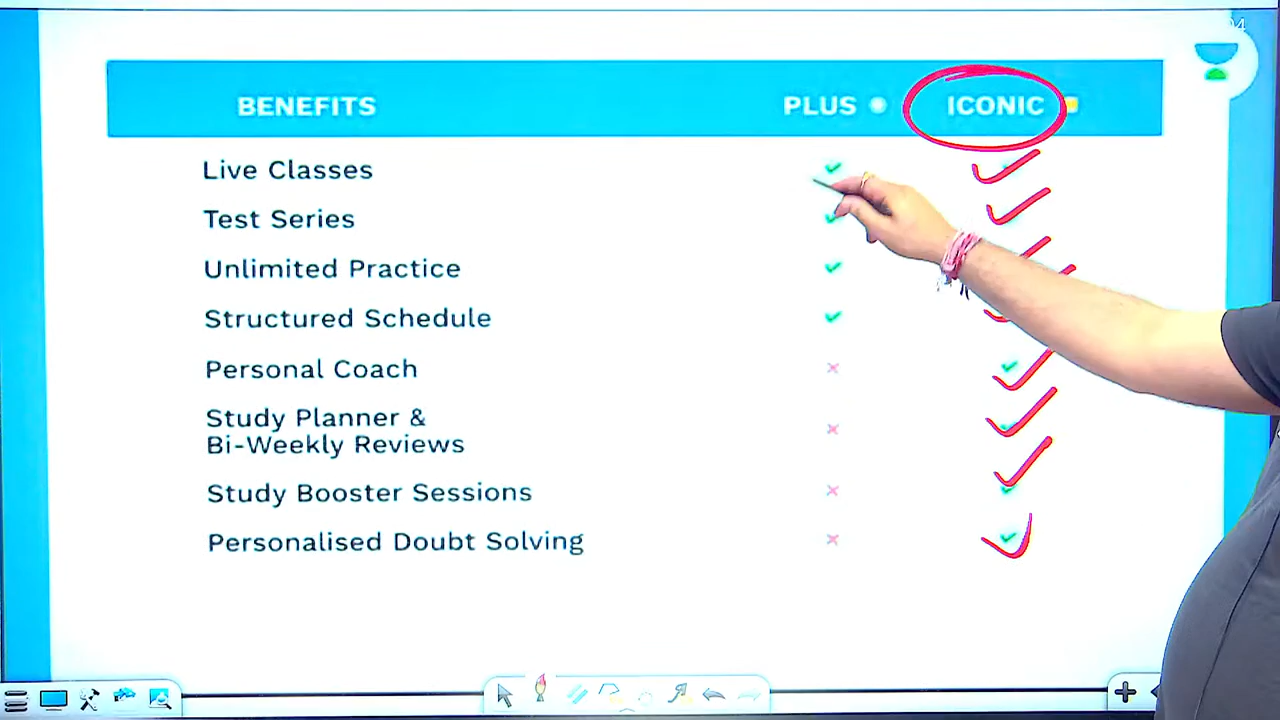 BENEFITS PLUS ICONIC
Live Classes
Test Series
Unlimited Practice
Structured Schedule
Personal Coach
Study Planner &
Bi-Weekly Reviews
Study Booster Sessions
Personalised Doubt Solving